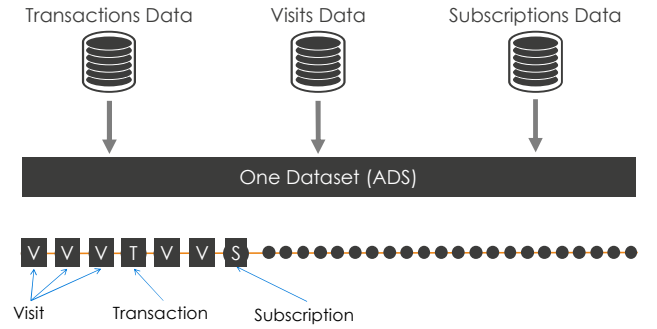 Transactions Data
Visits Data
Subscriptions Data
One Dataset (ADS)
V V V T V V S
Visit
Transaction
Subscription